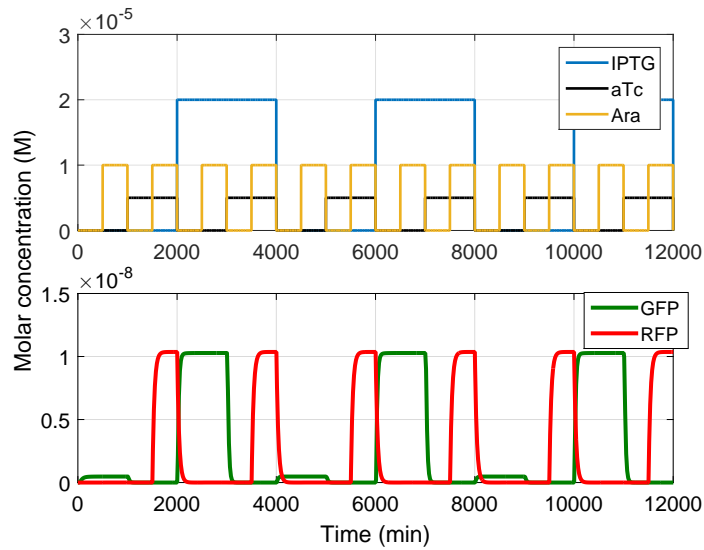 ×10⁻⁵
3
2
1
0
IPTG
aTc
Ara
0 2000 4000 6000 8000 10000 12000
Molar concentration (M)
×10⁻⁸
1.5
1
0.5
0
GFP
RFP
0 2000 4000 6000 8000 10000 12000
Time (min)